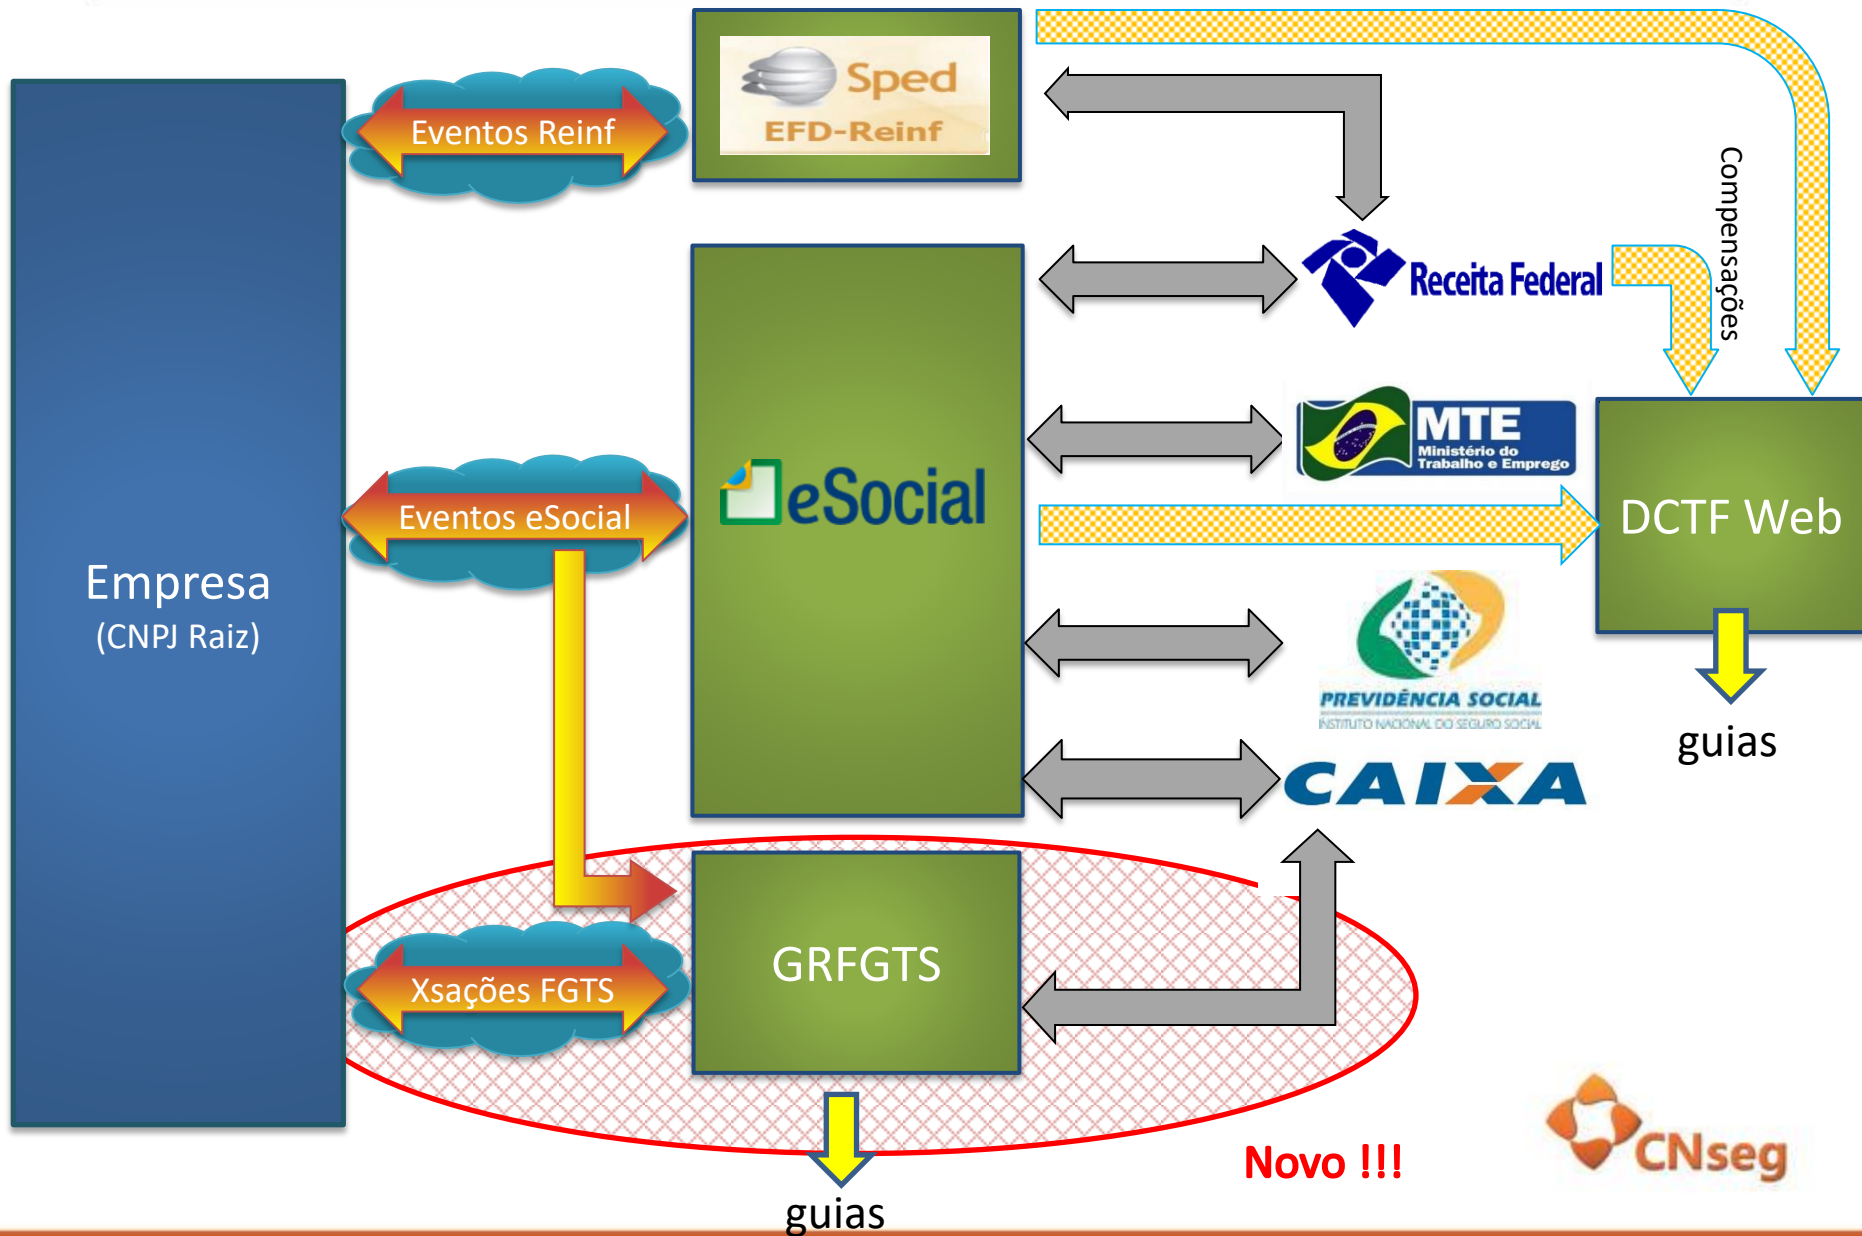 Sped
EFD-Reinf
Eventos Reinf
Compensações
Receita Federal
MTE
Ministério do
Trabalho e Emprego
eSocial
Eventos eSocial
DCTF Web
Empresa
(CNPJ Raiz)
PREVIDÊNCIA SOCIAL
INSTITUTO NACIONAL DO SEGURO SOCIAL
guias
CAIXA
GRFGTS
Xsações FGTS
Novo !!!
CNseg
guias